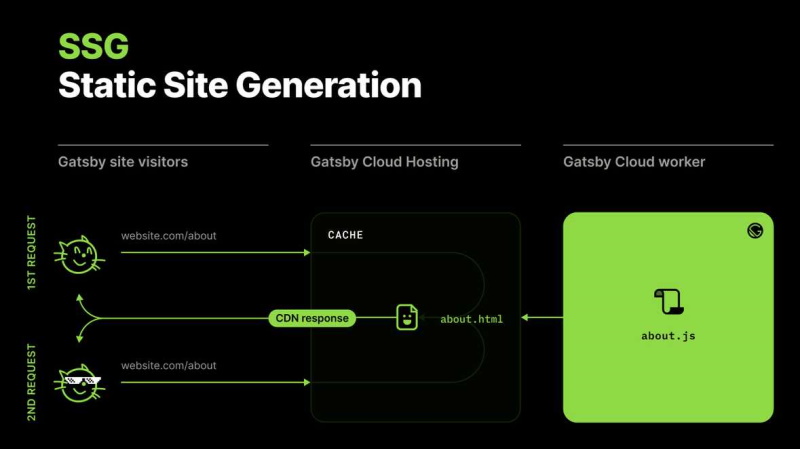 SSG
Static Site Generation
Gatsby site visitors
Gatsby Cloud Hosting
Gatsby Cloud worker
1ST REQUEST
website.com/about
CACHE
CDN response
about.html
about.js
2ND REQUEST
website.com/about